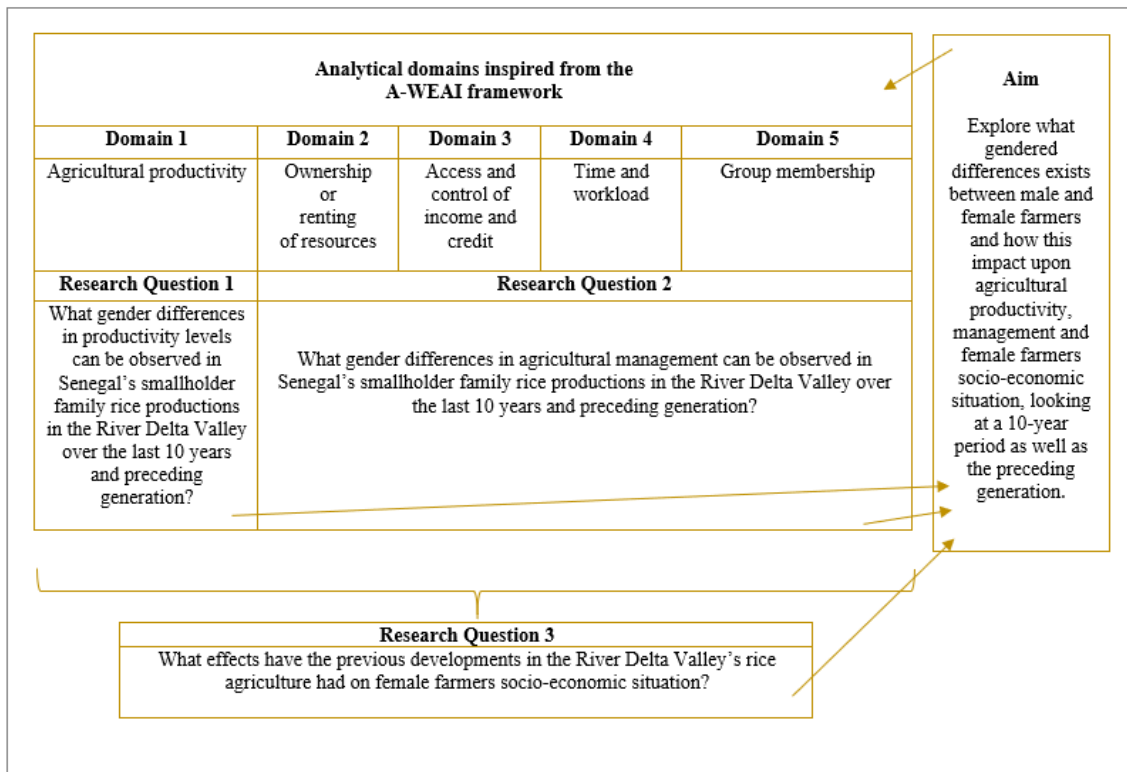 Analytical domains inspired from the
A-WEAI framework
Domain 1
Domain 2
Domain 3
Domain 4
Domain 5
Agricultural productivity
Ownership
or
renting
of resources
Access and
control of
income and
credit
Time and
workload
Group membership
Research Question 1
Research Question 2
What gender differences
in productivity levels
can be observed in
Senegal’s smallholder
family rice productions
in the River Delta Valley
over the last 10 years
and preceding
generation?
What gender differences in agricultural management can be observed in
Senegal’s smallholder family rice productions in the River Delta Valley over
the last 10 years and preceding generation?
Aim
Explore what
gendered
differences exists
between male and
female farmers
and how this
impact upon
agricultural
productivity,
management and
female farmers
socio-economic
situation, looking
at a 10-year
period as well as
the preceding
generation.
Research Question 3
What effects have the previous developments in the River Delta Valley’s rice
agriculture had on female farmers socio-economic situation?